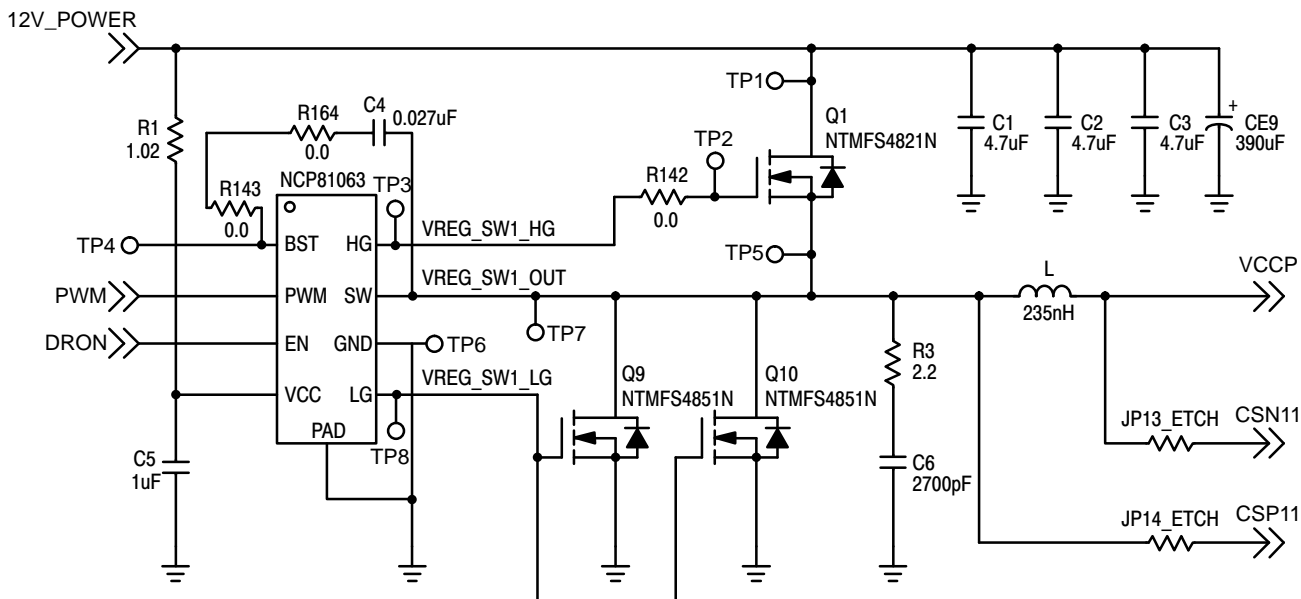 12V_POWER
TP1
R1
1.02
R164
0.0
C4
0.027uF
R143
0.0
NCP81063
TP3
TP2
R142
0.0
Q1
NTMFS4821N
C1
4.7uF
C2
4.7uF
C3
4.7uF
+
CE9
390uF
TP4
BST
HG
VREG_SW1_HG
TP5
PWM
PWM
SW
VREG_SW1_OUT
TP7
L
235nH
VCCP
DRON
EN
GND
TP6
R3
2.2
VCC
LG
VREG_SW1_LG
TP8
PAD
Q9
NTMFS4851N
Q10
NTMFS4851N
JP13_ETCH
CSN11
C5
1uF
C6
2700pF
JP14_ETCH
CSP11